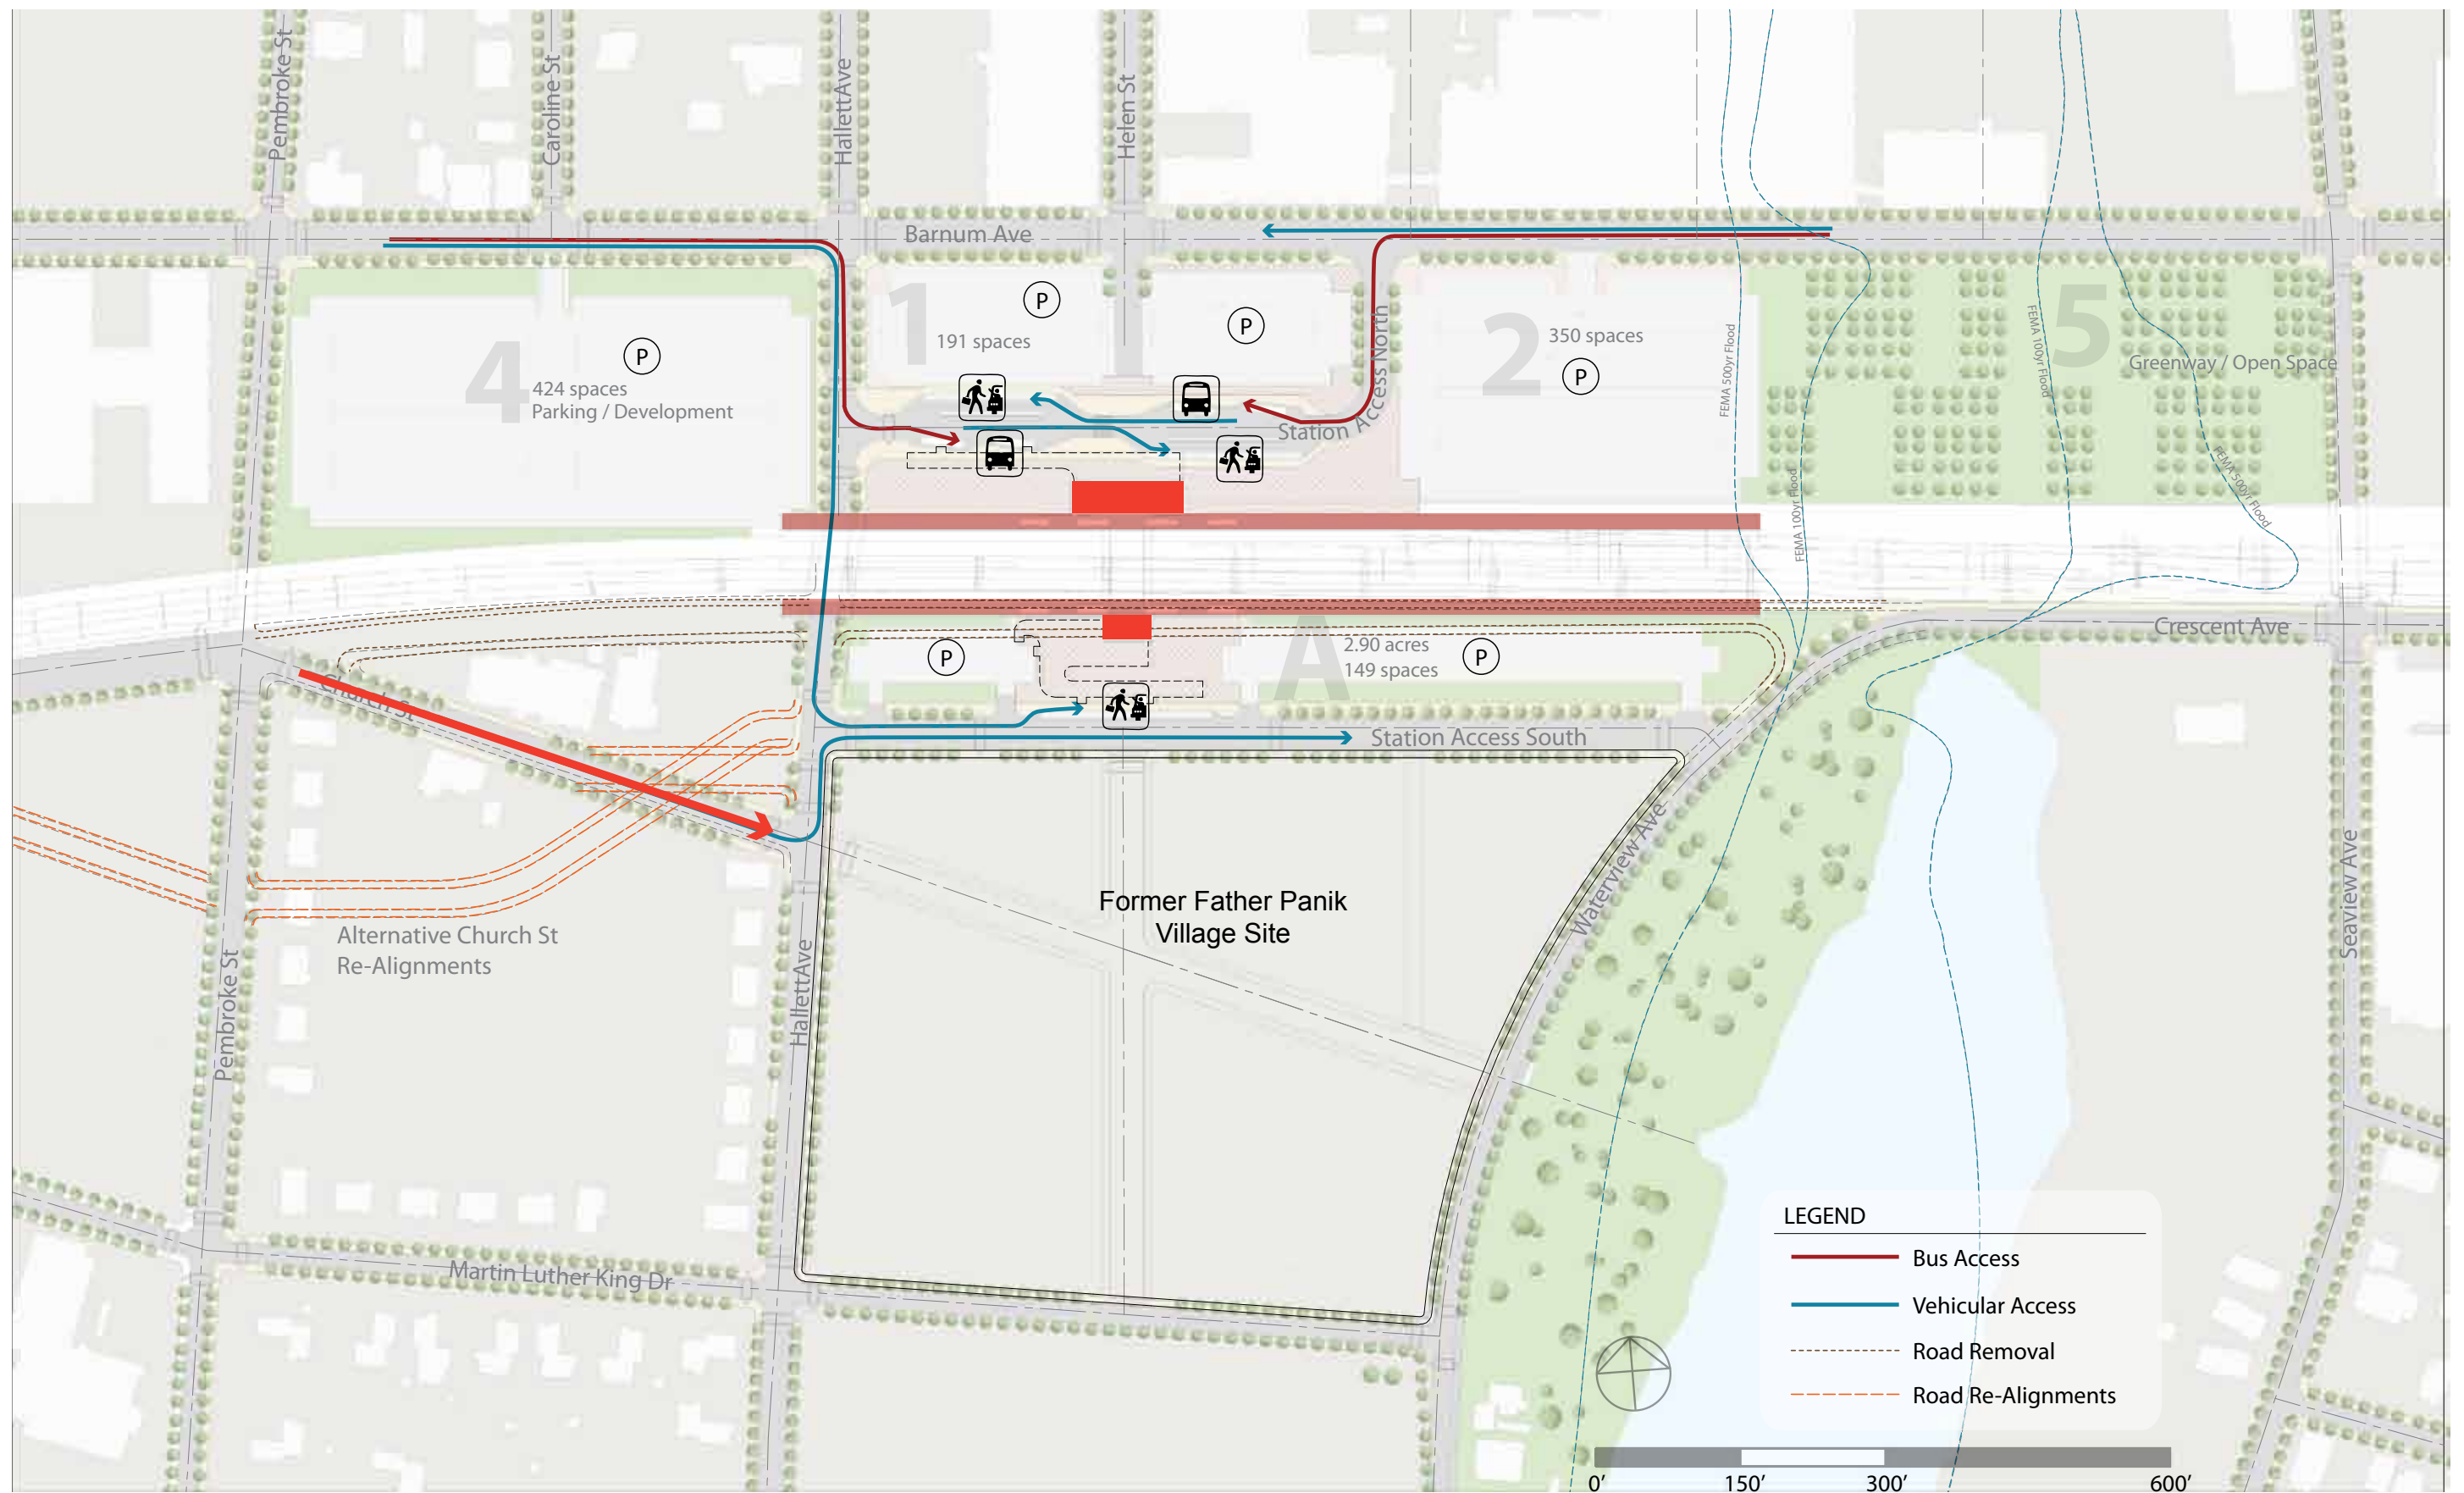 Pembroke St
Caroline St
HallettAve
Helen St
Barnum Ave
1
191 spaces
P
P
Station Access North
2
350 spaces
P
FEMA 500yr Flood
FEMA 100yr Flood
5
Greenway / Open Space
4
424 spaces
Parking / Development
P
FEMA 100yr Flood
FEMA 500yr Flood
Crescent Ave
P
A
2.90 acres
149 spaces
P
Church St
Station Access South
Waterview Ave
Seaview Ave
Former Father Panik
Village Site
Alternative Church St
Re-Alignments
Pembroke St
HallettAve
Martin Luther King Dr
LEGEND
Bus Access
Vehicular Access
Road Removal
Road Re-Alignments
0’ 150’ 300’ 600’